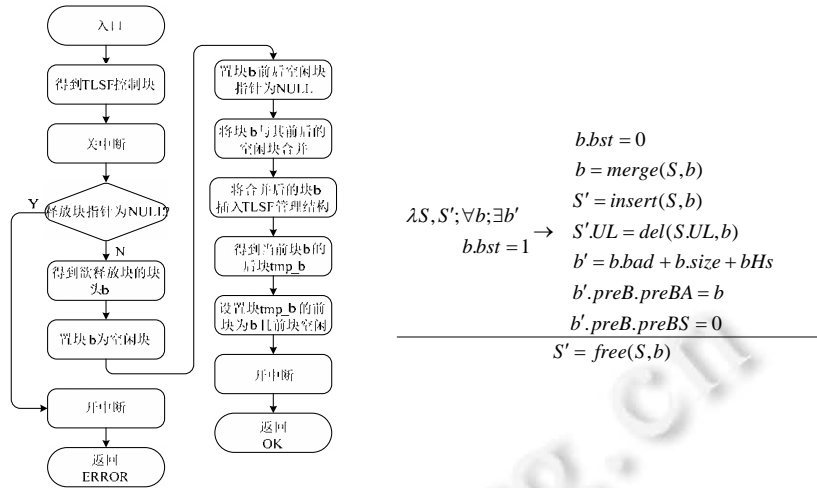 入口
得到TLSF控制块
关中断
释放块指针为NULL?
Y
N
得到欲释放块的块
头b
置块b为空闲块
开中断
返回
ERROR
置块b前后空闲块
指针为NULL
将块b与其前后的
空闲块合并
将合并后的块b
插入TLSF管理结构
得到当前块b的
后块tmp_b
设置块tmp_b的前
块为b且前块空闲
开中断
返回
OK
λS,S′;∀b;∃b′
b.bst = 1
→
b.bst = 0
b = merge(S,b)
S′ = insert(S,b)
S′.UL = del(S.UL,b)
b′ = b.bad + b.size + bHs
b′.preB.preBA = b
b′.preB.preBS = 0
S′ = free(S,b)